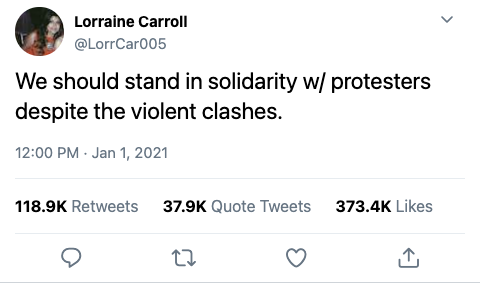 Lorraine Carroll
@LorrCar005
We should stand in solidarity w/ protesters
despite the violent clashes.
12:00 PM · Jan 1, 2021
118.9K Retweets 37.9K Quote Tweets 373.4K Likes